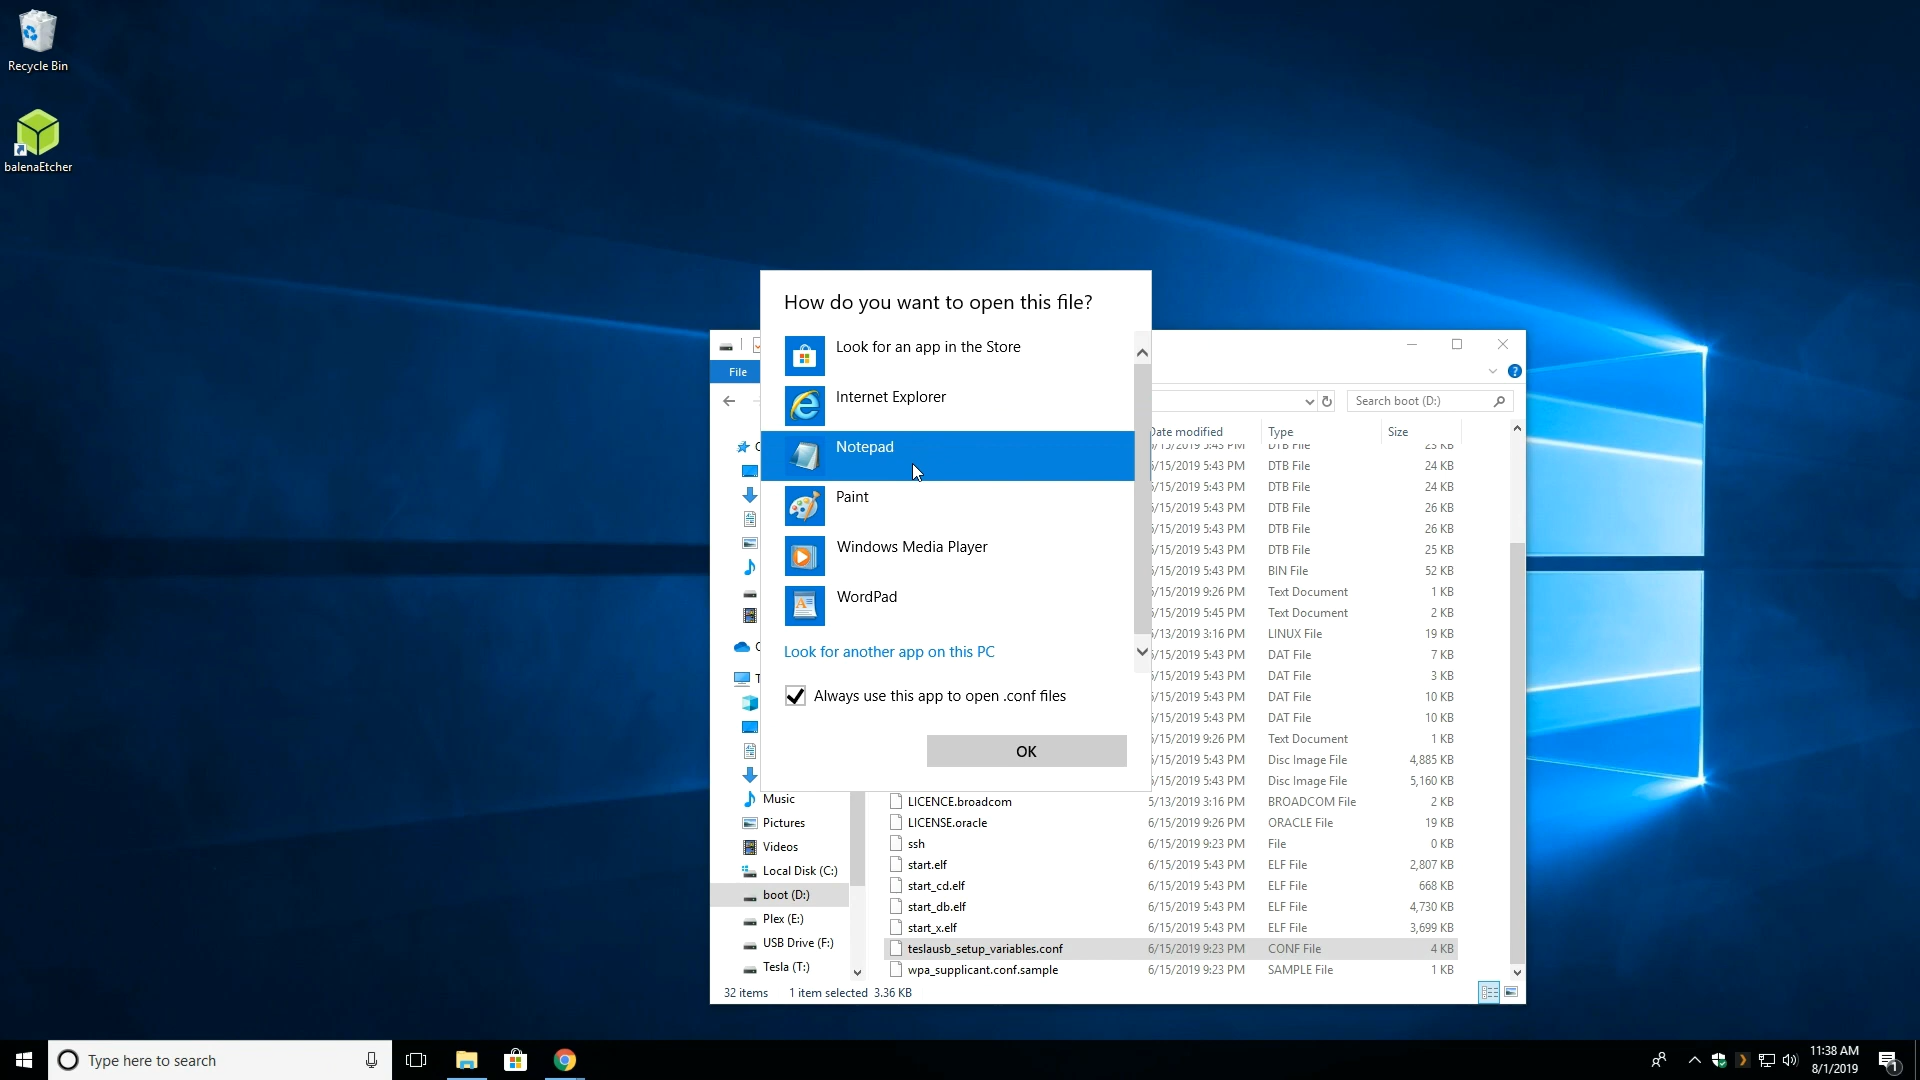 Recycle Bin
balenaEtcher
How do you want to open this file?
Look for an app in the Store
Internet Explorer
Notepad
Paint
Windows Media Player
WordPad
Look for another app on this PC
Always use this app to open .conf files
OK
File
Search boot (D:)
Date modified Type Size
6/15/2019 5:43 PM DTB File 23 KB
6/15/2019 5:43 PM DTB File 24 KB
6/15/2019 5:43 PM DTB File 24 KB
6/15/2019 5:43 PM DTB File 26 KB
6/15/2019 5:43 PM DTB File 26 KB
6/15/2019 5:43 PM DTB File 25 KB
6/15/2019 5:43 PM BIN File 52 KB
6/15/2019 9:26 PM Text Document 1 KB
6/15/2019 5:45 PM Text Document 2 KB
5/13/2019 3:16 PM LINUX File 19 KB
6/15/2019 5:43 PM DAT File 7 KB
6/15/2019 5:43 PM DAT File 3 KB
6/15/2019 5:43 PM DAT File 10 KB
6/15/2019 5:43 PM DAT File 10 KB
6/15/2019 9:26 PM Text Document 1 KB
6/15/2019 5:43 PM Disc Image File 4,885 KB
6/15/2019 5:43 PM Disc Image File 5,160 KB
LICENCE.broadcom 5/13/2019 3:16 PM BROADCOM File 2 KB
LICENSE.oracle 6/15/2019 9:26 PM ORACLE File 19 KB
ssh 6/15/2019 9:23 PM File 0 KB
start.elf 6/15/2019 5:43 PM ELF File 2,807 KB
start_cd.elf 6/15/2019 5:43 PM ELF File 668 KB
start_db.elf 6/15/2019 5:43 PM ELF File 4,730 KB
start_x.elf 6/15/2019 5:43 PM ELF File 3,699 KB
teslausb_setup_variables.conf 6/15/2019 9:23 PM CONF File 4 KB
wpa_supplicant.conf.sample 6/15/2019 9:23 PM SAMPLE File 1 KB
Music
Pictures
Videos
Local Disk (C:)
boot (D:)
Plex (E:)
USB Drive (F:)
Tesla (T:)
32 items 1 item selected 3.36 KB
Type here to search
11:38 AM
8/1/2019
1